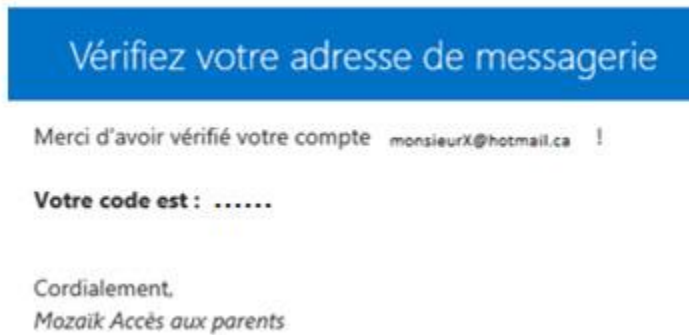 Vérifiez votre adresse de messagerie
Merci d'avoir vérifié votre compte monsieurX@hotmail.ca !
Votre code est : ......
Cordialement,
Mozaïk Accès aux parents